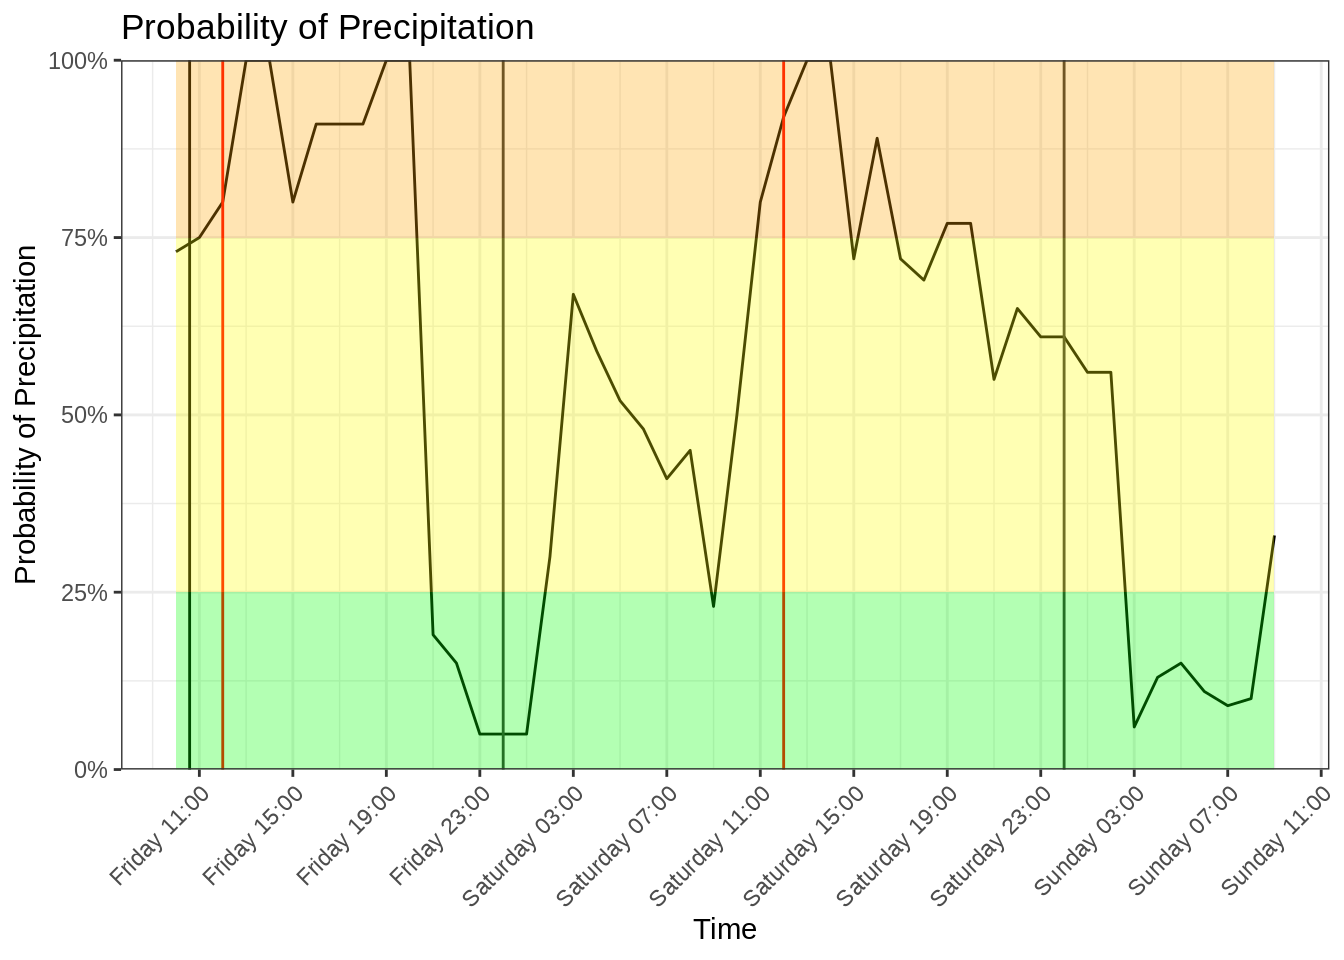 Probability of Precipitation
Probability of Precipitation
100%
75%
50%
25%
0%
Friday 11:00
Friday 15:00
Friday 19:00
Friday 23:00
Saturday 03:00
Saturday 07:00
Saturday 11:00
Saturday 15:00
Saturday 19:00
Saturday 23:00
Sunday 03:00
Sunday 07:00
Sunday 11:00
Time